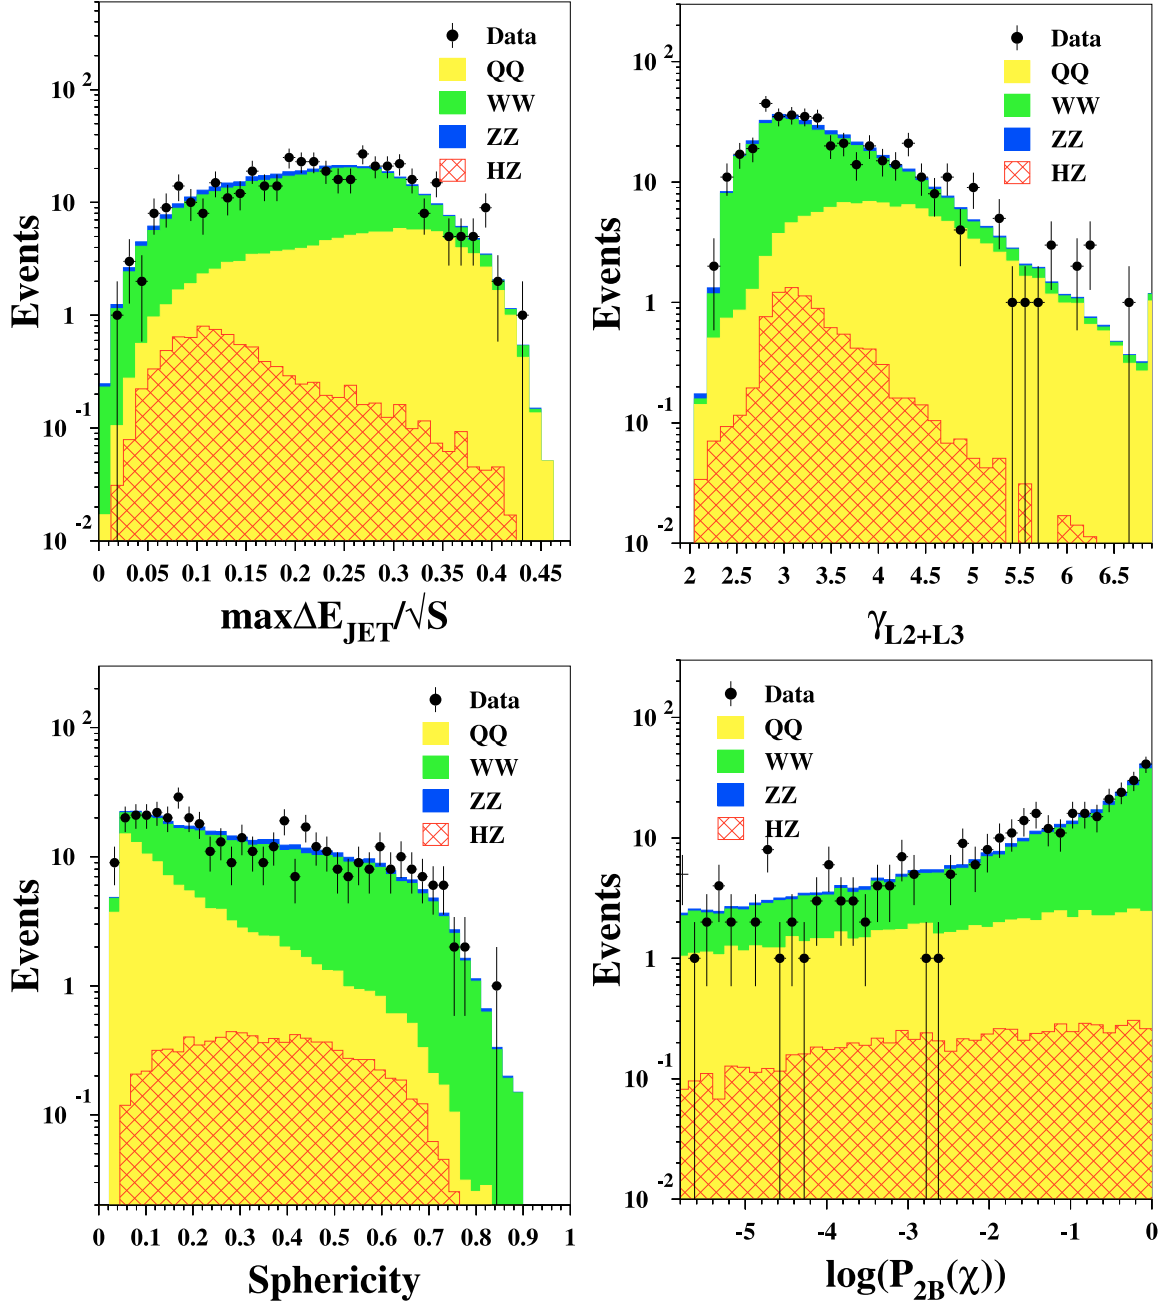 Data
QQ
WW
ZZ
HZ
Events
10²
10
1
10⁻¹
10⁻²
0 0.05 0.1 0.15 0.2 0.25 0.3 0.35 0.4 0.45
maxΔE_JET/√S
Data
QQ
WW
ZZ
HZ
Events
10²
10
1
10⁻¹
10⁻²
2 2.5 3 3.5 4 4.5 5 5.5 6 6.5
γ_L2+L3
Data
QQ
WW
ZZ
HZ
Events
10²
10
1
10⁻¹
0 0.1 0.2 0.3 0.4 0.5 0.6 0.7 0.8 0.9 1
Sphericity
Data
QQ
WW
ZZ
HZ
Events
10²
10
1
10⁻¹
10⁻²
-5 -4 -3 -2 -1 0
log(P_2B(χ))